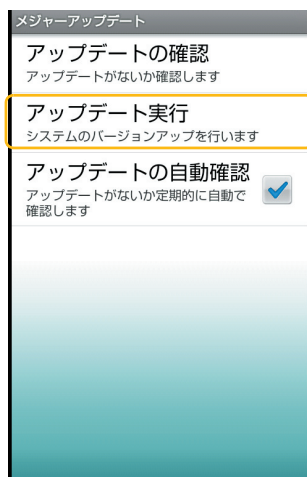 メジャーアップデート
アップデートの確認
アップデートがないか確認します
アップデート実行
システムのバージョンアップを行います
アップデートの自動確認
アップデートがないか定期的に自動で
確認します